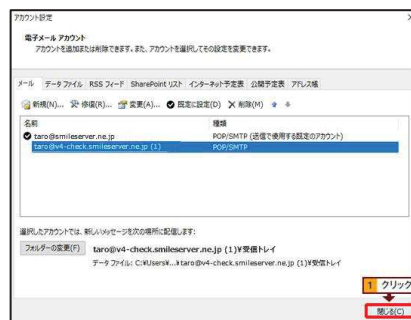 アカウント設定
電子メール アカウント
アカウントを追加または削除できます。また、アカウントを選択してその設定を変更できます。
メール データ ファイル RSS フィード SharePoint リスト インターネット予定表 公開予定表 アドレス帳
新規(N)... 修復(R)... 変更(A)... 既定に設定(D) 削除(M)
名前 種類
taro@smileserver.ne.jp POP/SMTP (送信で使用する既定のアカウント)
taro@v4-check.smileserver.ne.jp (1) POP/SMTP
選択したアカウントでは、新しいメッセージを次の場所に配信します:
フォルダーの変更(F) taro@v4-check.smileserver.ne.jp (1)¥受信トレイ
データ ファイル: C:¥Users¥...¥taro@v4-check.smileserver.ne.jp (1)¥受信トレイ
1 クリック
閉じる(C)